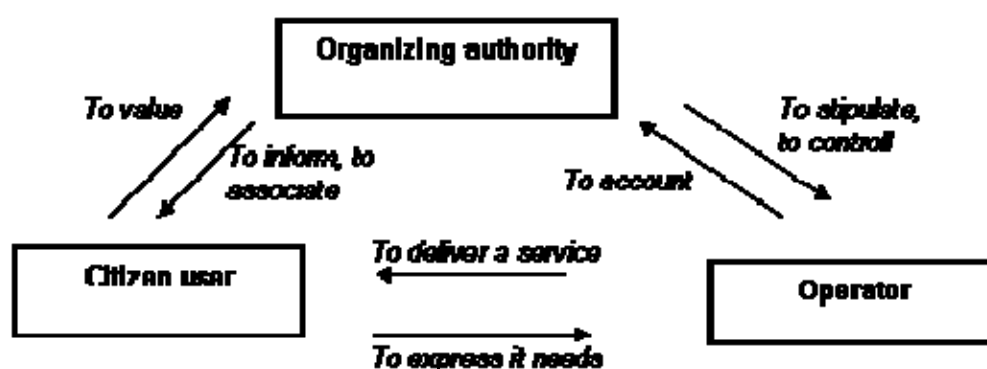 Organizing authority
To value
To stipulate,
to controll
To inform, to
associate
To account
To deliver a service
Citizen user
Operator
To express it needs